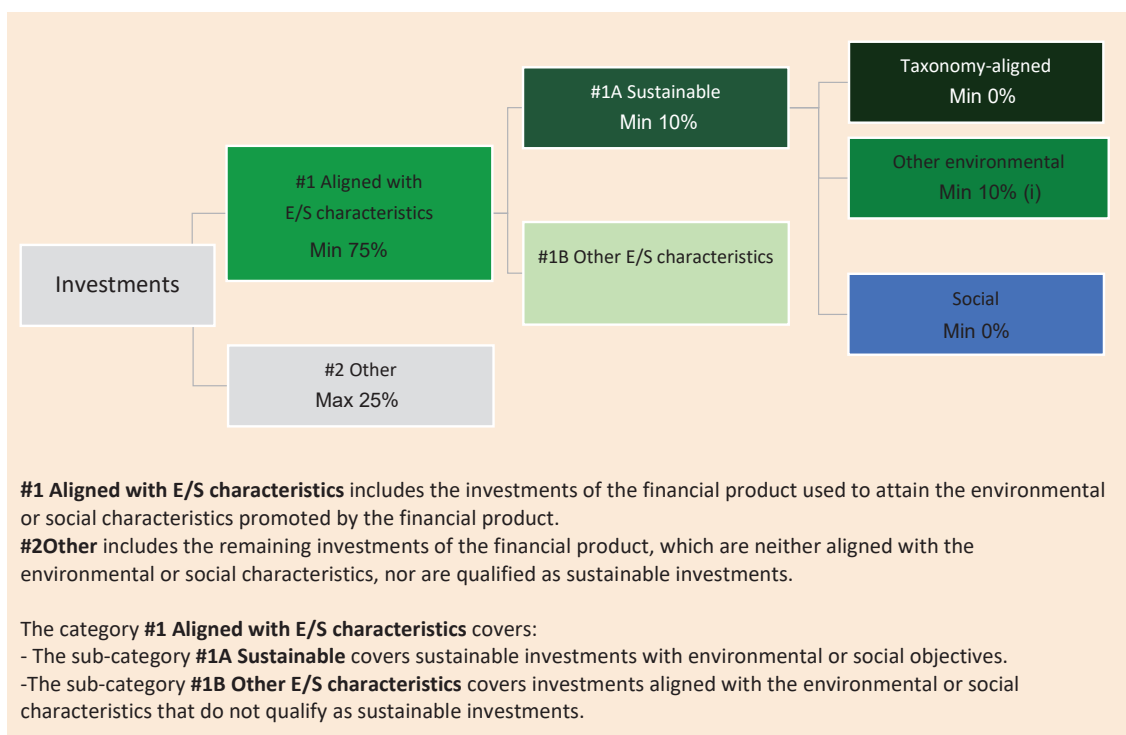 Investments
#1 Aligned with
E/S characteristics
Min 75%
#2 Other
Max 25%
#1A Sustainable
Min 10%
#1B Other E/S characteristics
Taxonomy-aligned
Min 0%
Other environmental
Min 10% (i)
Social
Min 0%
#1 Aligned with E/S characteristics includes the investments of the financial product used to attain the environmental
or social characteristics promoted by the financial product.
#2Other includes the remaining investments of the financial product, which are neither aligned with the
environmental or social characteristics, nor are qualified as sustainable investments.
The category #1 Aligned with E/S characteristics covers:
- The sub-category #1A Sustainable covers sustainable investments with environmental or social objectives.
-The sub-category #1B Other E/S characteristics covers investments aligned with the environmental or social
characteristics that do not qualify as sustainable investments.